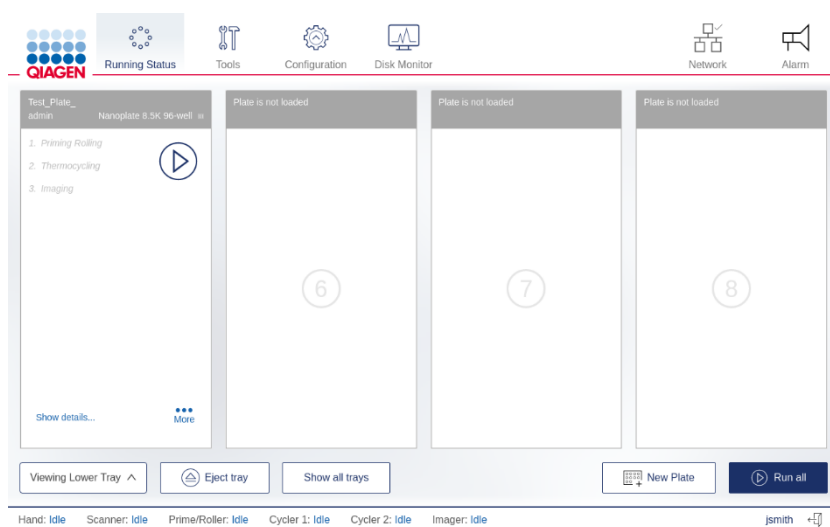 QIAGEN
Running Status
Tools
Configuration
Disk Monitor
Network
Alarm
Test_Plate_
admin Nanoplate 8.5K 96-well
Plate is not loaded
Plate is not loaded
Plate is not loaded
1. Priming Rolling
2. Thermocycling
3. Imaging
6
7
8
Show details...
More
Viewing Lower Tray
Eject tray
Show all trays
New Plate
Run all
Hand: Idle Scanner: Idle Prime/Roller: Idle Cycler 1: Idle Cycler 2: Idle Imager: Idle jsmith